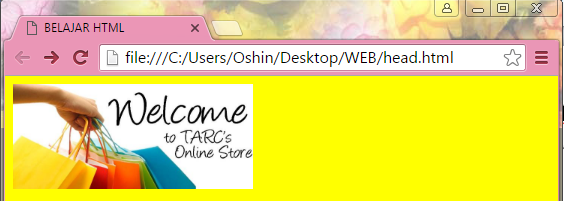 BELAJAR HTML
file:///C:/Users/Oshin/Desktop/WEB/head.html
Welcome
to TARC's
Online Store